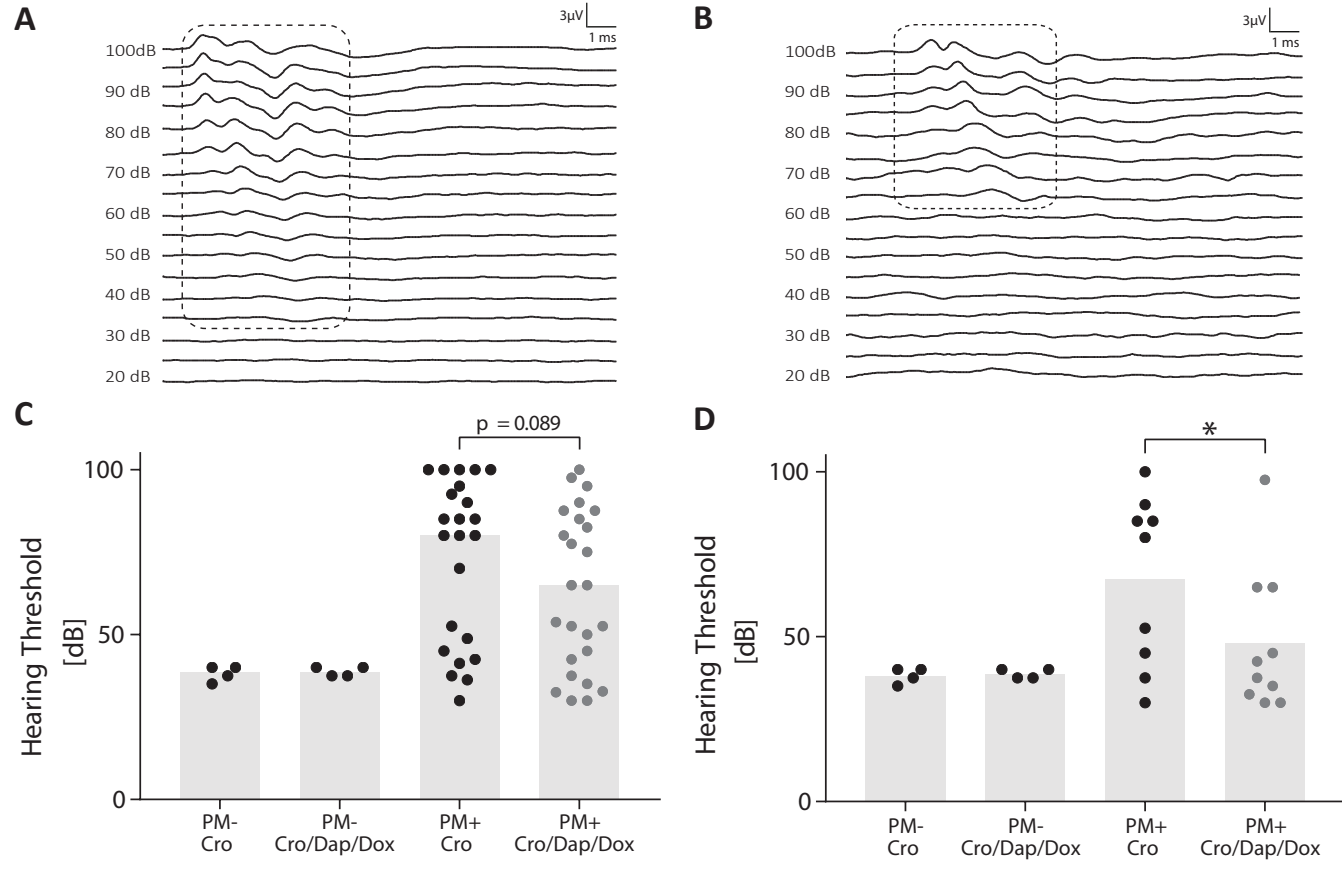 A
3μV
1 ms
100dB
90 dB
80 dB
70 dB
60 dB
50 dB
40 dB
30 dB
20 dB
B
3μV
1 ms
100dB
90 dB
80 dB
70 dB
60 dB
50 dB
40 dB
30 dB
20 dB
C
p = 0.089
Hearing Threshold
[dB]
100
50
0
PM-
Cro
PM-
Cro/Dap/Dox
PM+
Cro
PM+
Cro/Dap/Dox
D
*
Hearing Threshold
[dB]
100
50
0
PM-
Cro
PM-
Cro/Dap/Dox
PM+
Cro
PM+
Cro/Dap/Dox